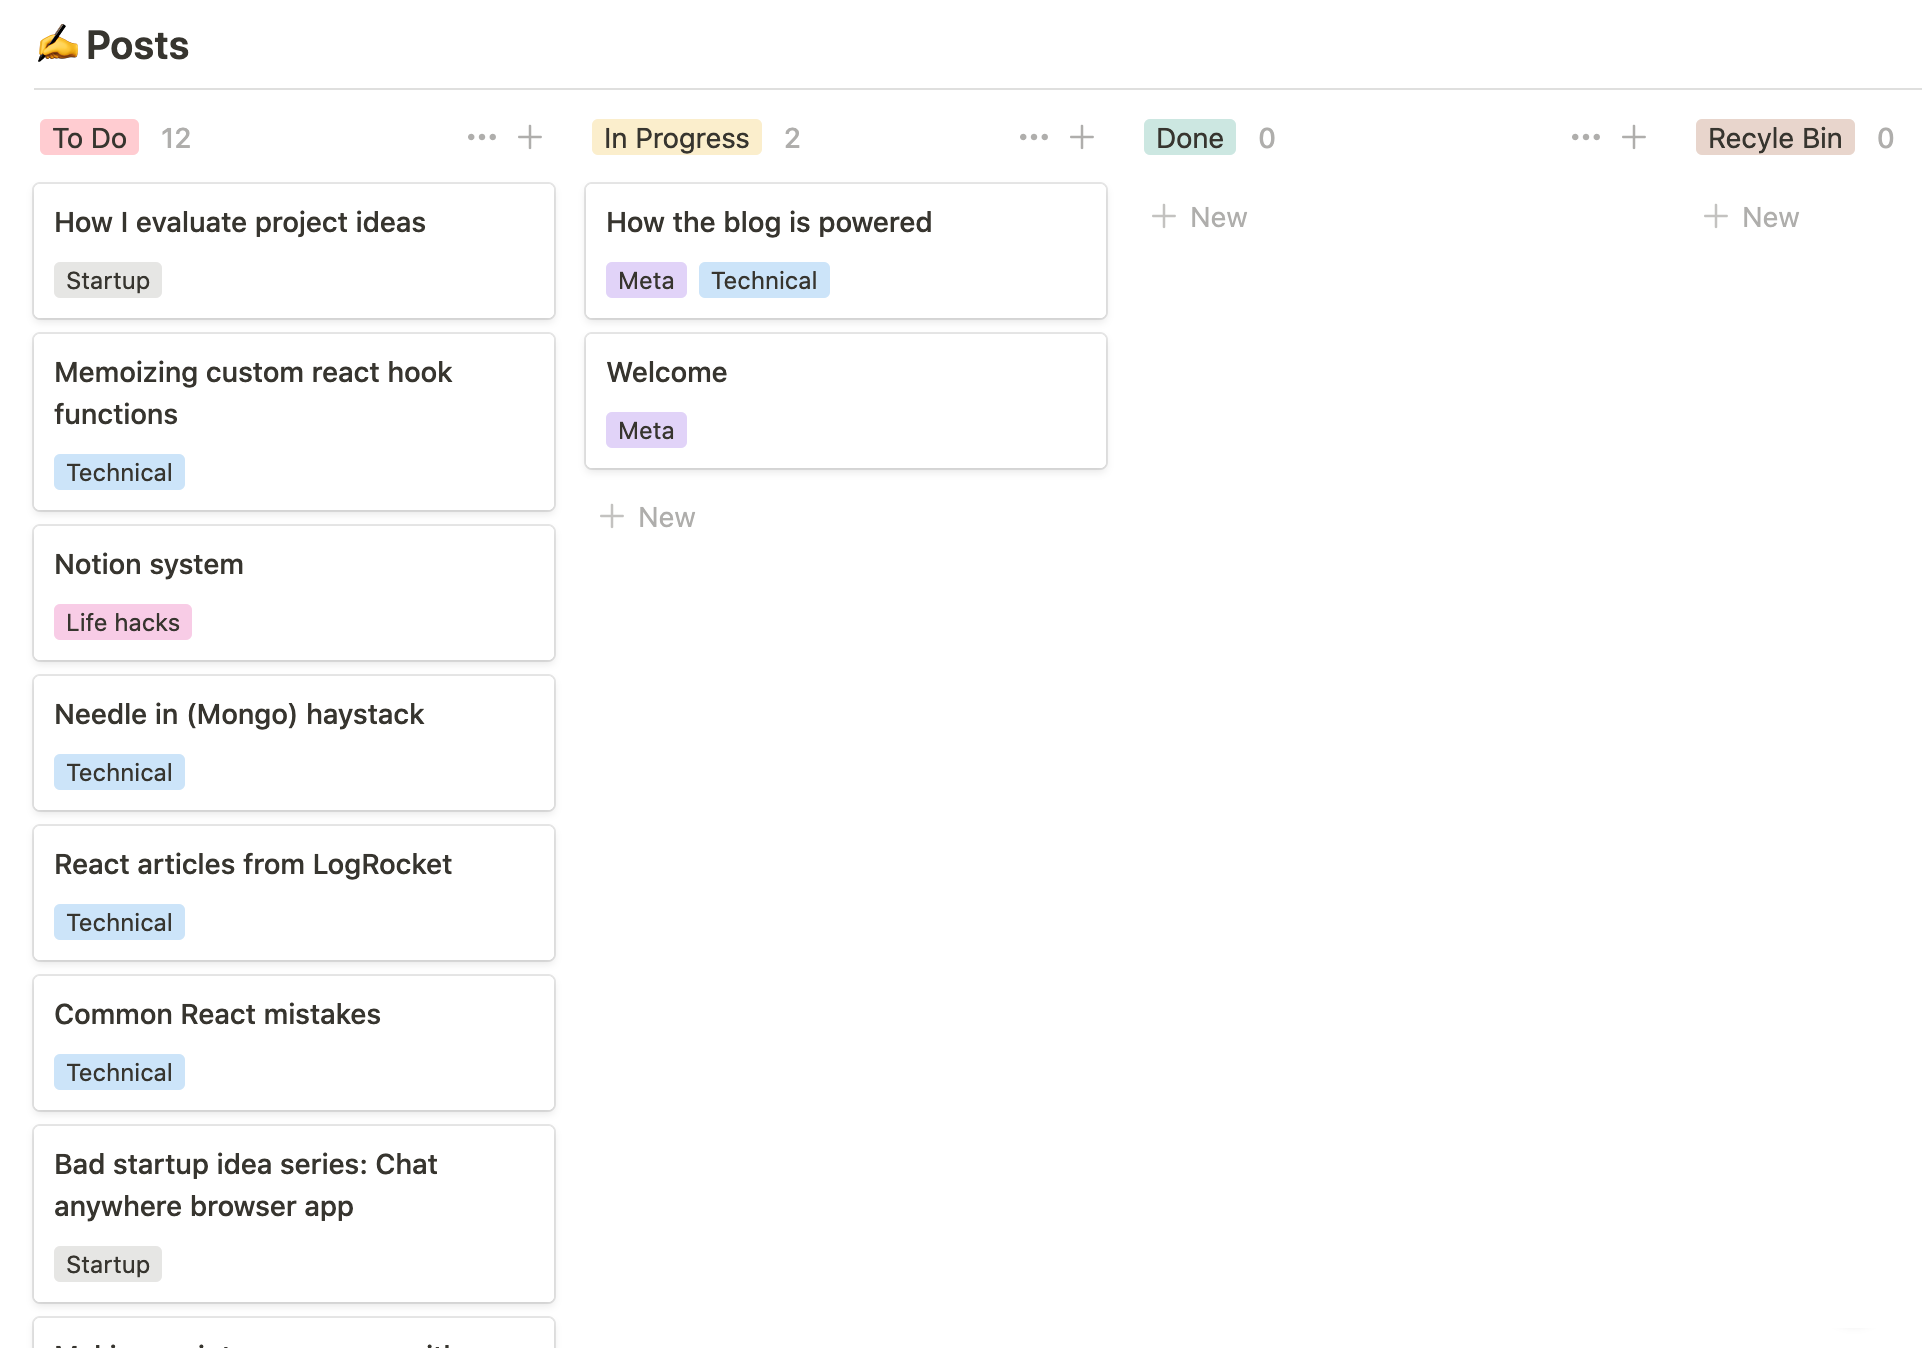 ✍️ Posts
To Do 12
How I evaluate project ideas
Startup
Memoizing custom react hook
functions
Technical
Notion system
Life hacks
Needle in (Mongo) haystack
Technical
React articles from LogRocket
Technical
Common React mistakes
Technical
Bad startup idea series: Chat
anywhere browser app
Startup
In Progress 2
How the blog is powered
Meta Technical
Welcome
Meta
+ New
Done 0
+ New
Recyle Bin 0
+ New